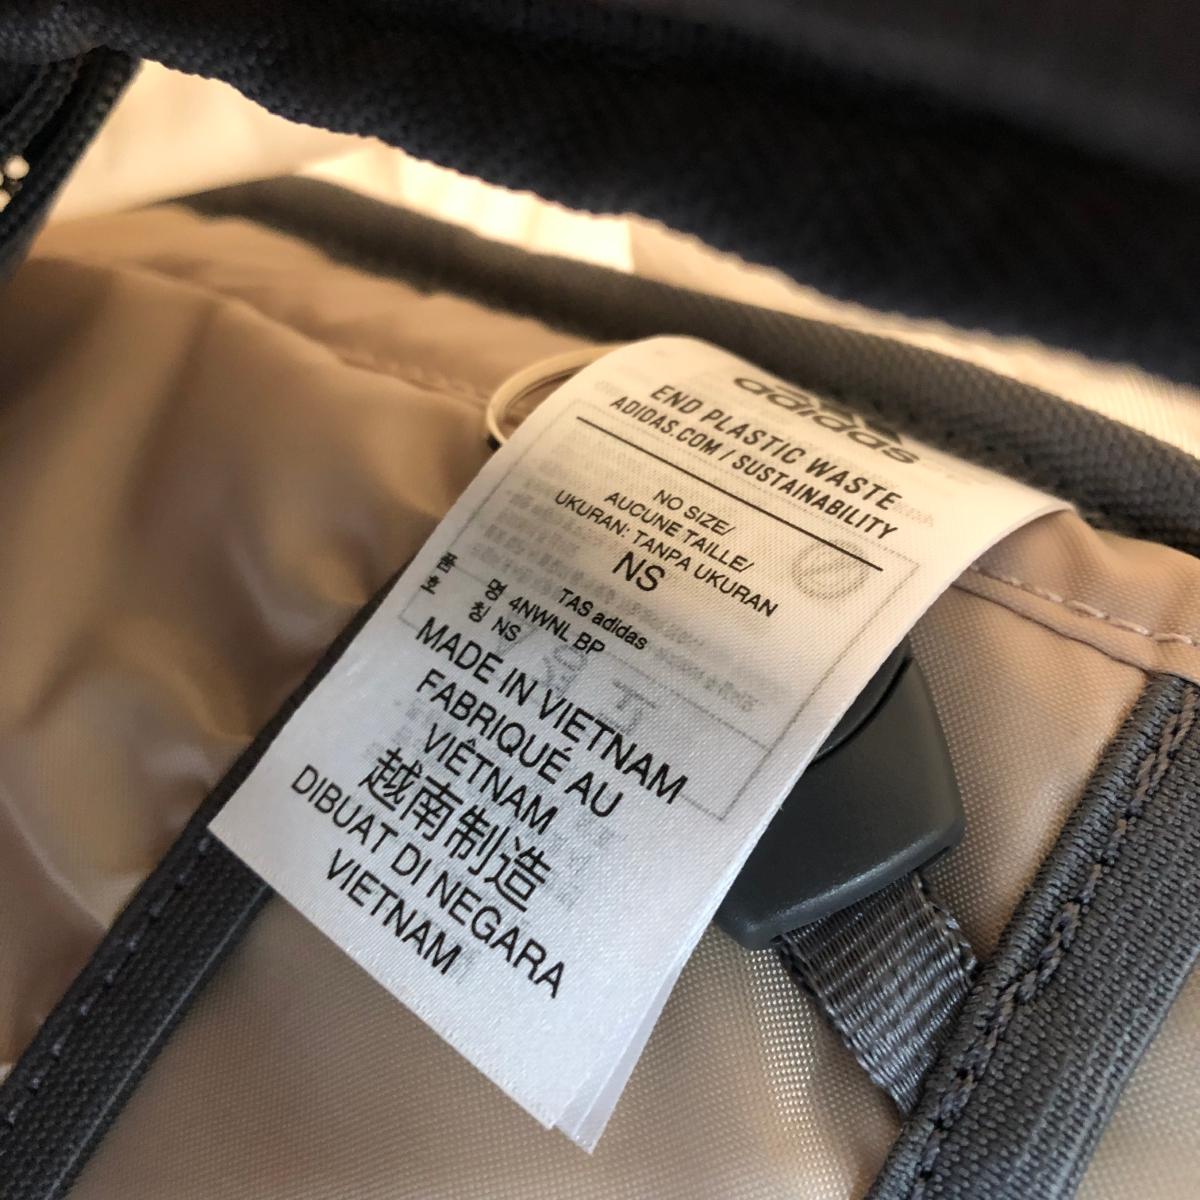 adidas
END PLASTIC WASTE
ADIDAS.COM / SUSTAINABILITY
NO SIZE/
AUCUNE TAILLE/
UKURAN: TANPA UKURAN
NS
품 명 TAS adidas
4NWNL BP
호 칭 NS
MADE IN VIETNAM
FABRIQUÉ AU
VIÊTNAM
越南制造
DIBUAT DI NEGARA
VIETNAM